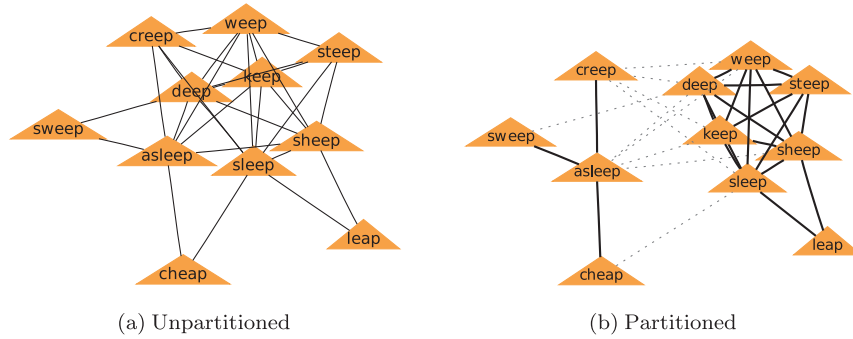 weep
creep
steep
keep
deep
sweep
sheep
asleep
sleep
leap
cheap
(a) Unpartitioned
weep
creep
deep
steep
sweep
keep
sheep
asleep
sleep
leap
cheap
(b) Partitioned